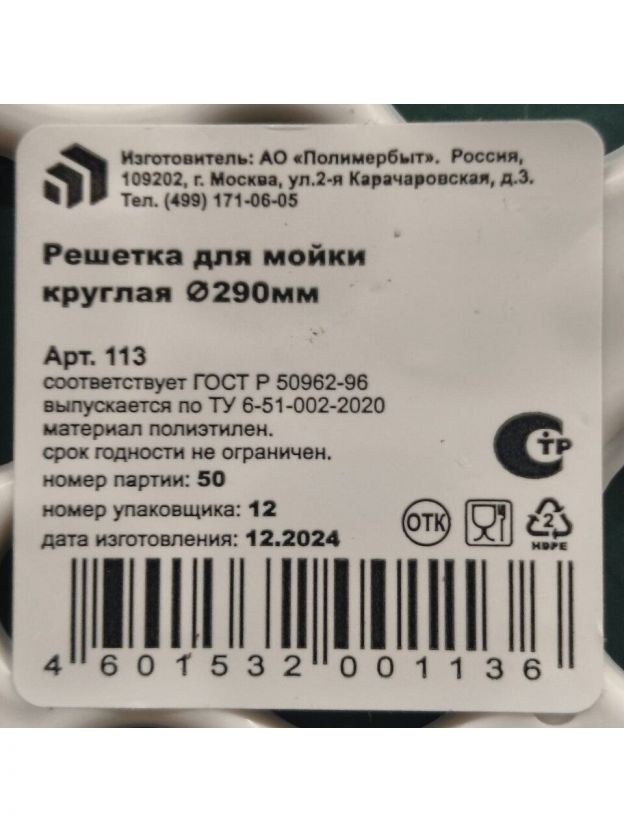 Изготовитель: АО «Полимербыт». Россия,
109202, г. Москва, ул.2-я Карачаровская, д.3.
Тел. (499) 171-06-05
Решетка для мойки
круглая Ø290мм
Арт. 113
соответствует ГОСТ Р 50962-96
выпускается по ТУ 6-51-002-2020
материал полиэтилен.
срок годности не ограничен.
номер партии: 50
номер упаковщика: 12
дата изготовления: 12.2024
СТР
ОТК
2
HDPE
4 601532 001136